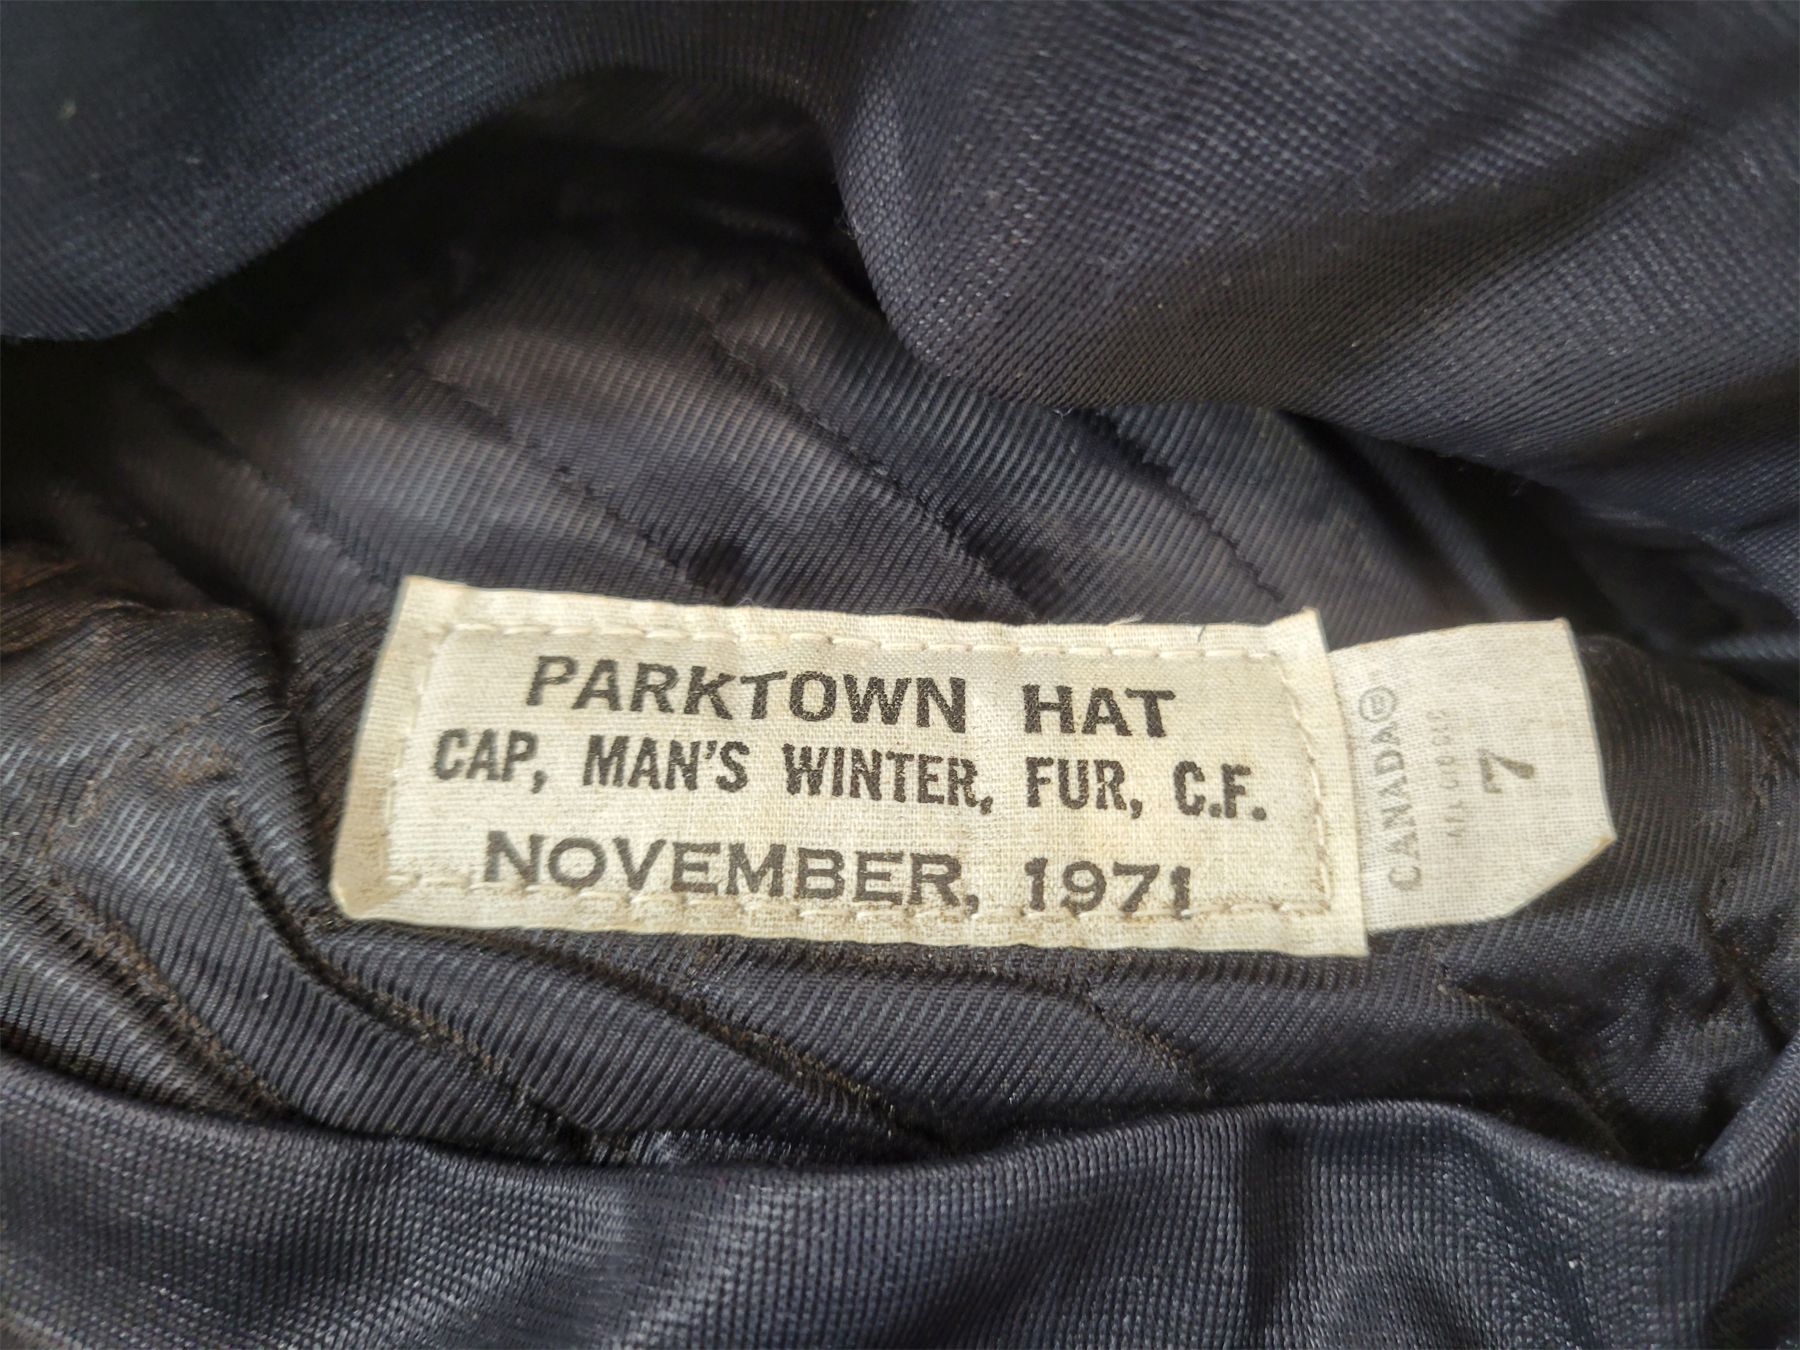 PARKTOWN HAT
CAP, MAN'S WINTER, FUR, C.F.
NOVEMBER, 1971
CANADA
7